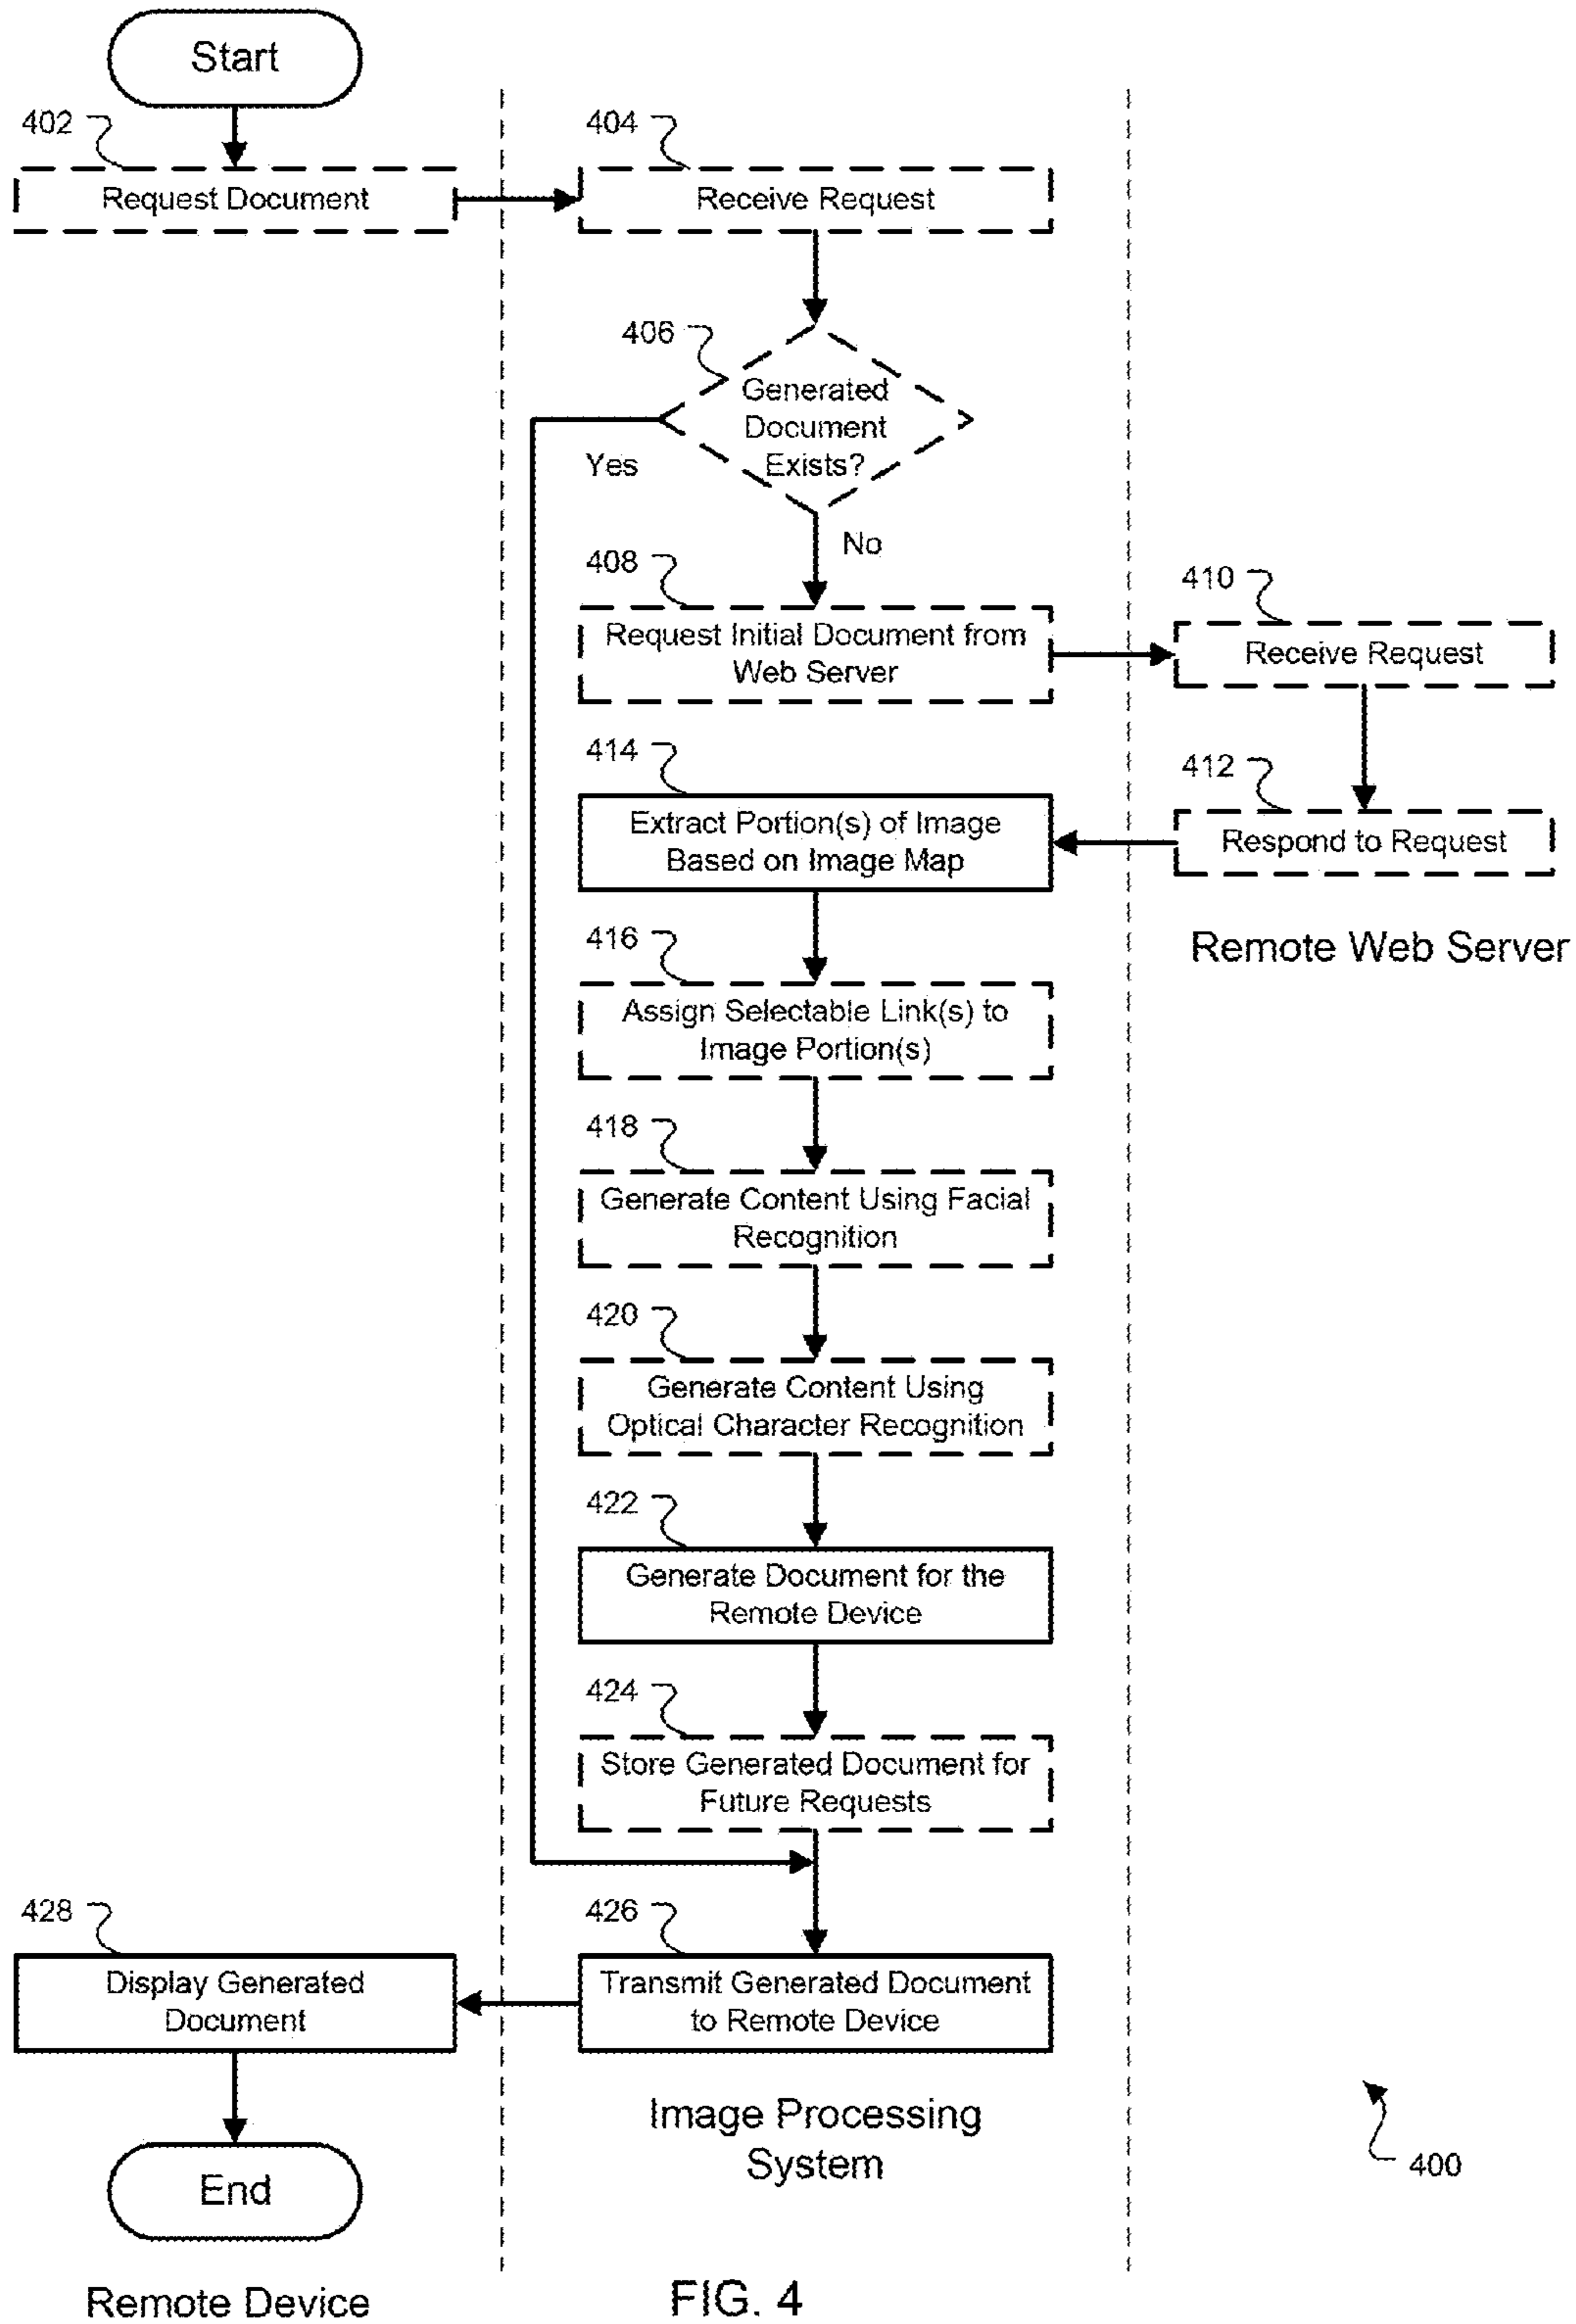 Start
402
Request Document
404
Receive Request
406
Generated
Document
Exists?
Yes
No
408
Request Initial Document from
Web Server
410
Receive Request
412
Respond to Request
Remote Web Server
414
Extract Portion(s) of Image
Based on Image Map
416
Assign Selectable Link(s) to
Image Portion(s)
418
Generate Content Using Facial
Recognition
420
Generate Content Using
Optical Character Recognition
422
Generate Document for the
Remote Device
424
Store Generated Document for
Future Requests
426
Transmit Generated Document
to Remote Device
428
Display Generated
Document
Image Processing
System
End
400
Remote Device
FIG. 4